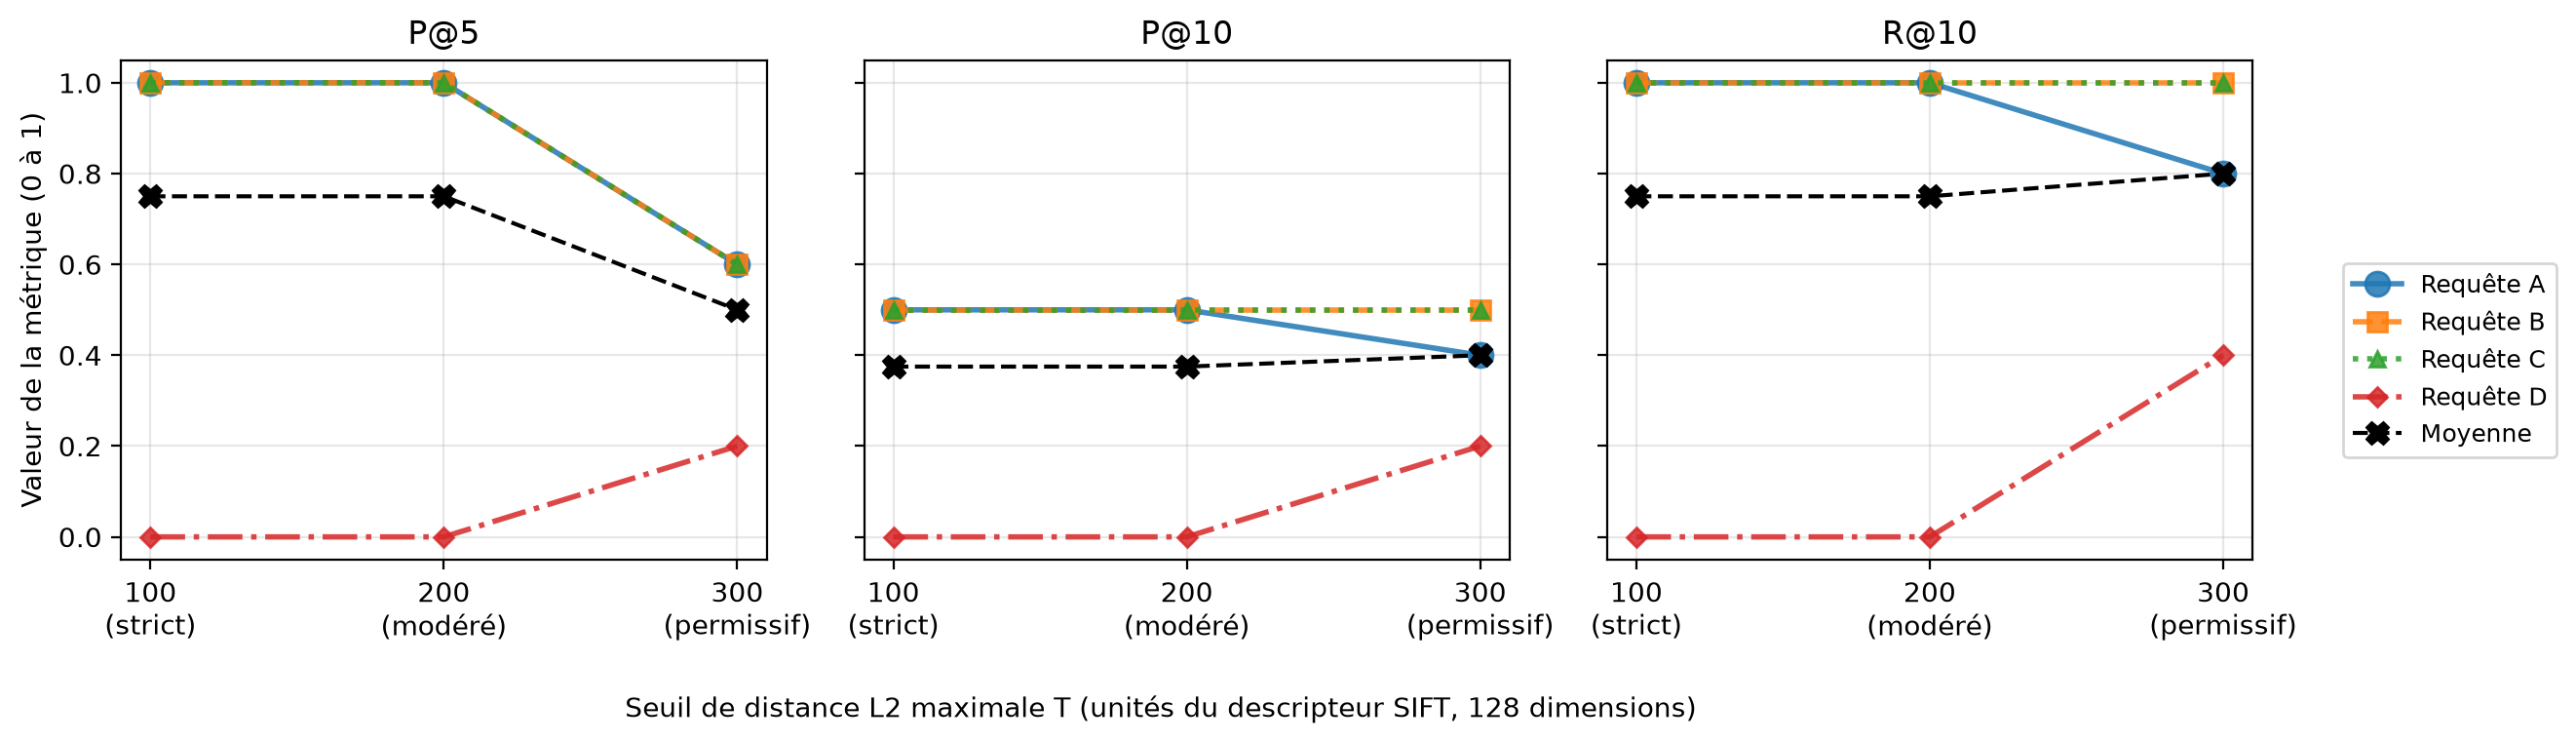 P@5
P@10
R@10
Valeur de la métrique (0 à 1)
1.0
0.8
0.6
0.4
0.2
0.0
100
(strict)
200
(modéré)
300
(permissif)
100
(strict)
200
(modéré)
300
(permissif)
100
(strict)
200
(modéré)
300
(permissif)
Requête A
Requête B
Requête C
Requête D
Moyenne
Seuil de distance L2 maximale T (unités du descripteur SIFT, 128 dimensions)